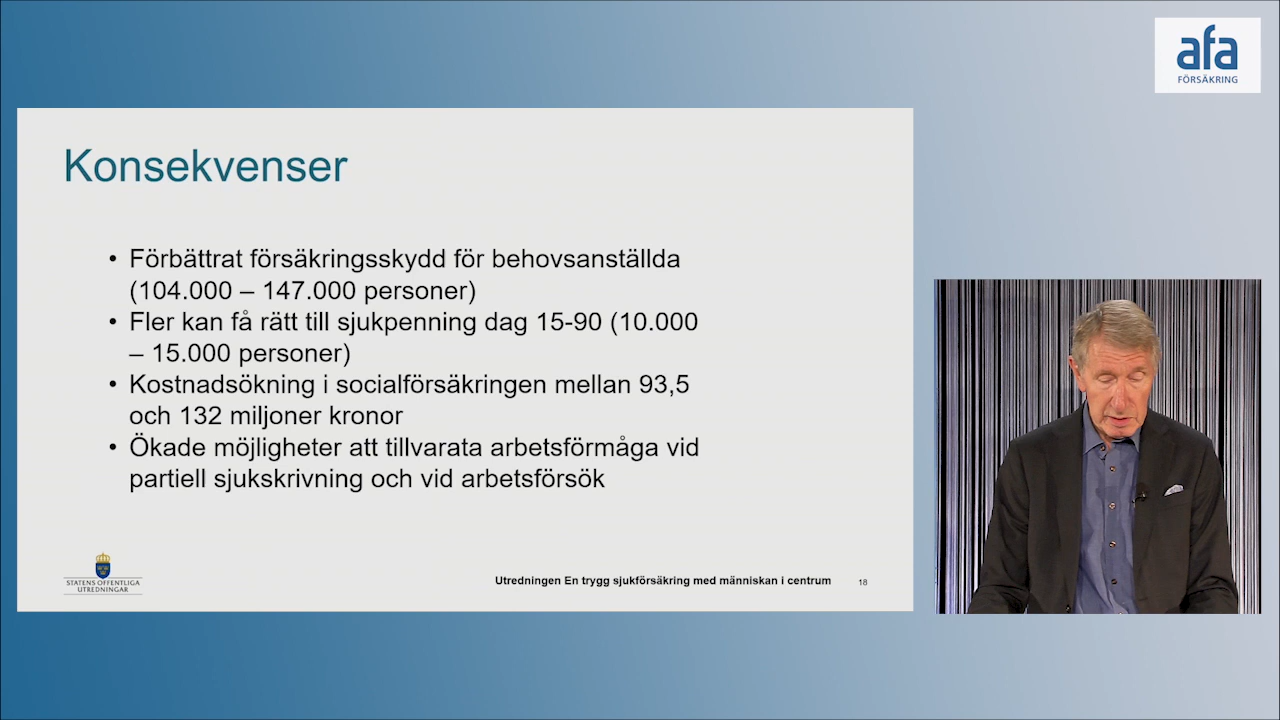 afa
FÖRSÄKRING
Konsekvenser
• Förbättrat försäkringsskydd för behovsanställda
(104.000 – 147.000 personer)
• Fler kan få rätt till sjukpenning dag 15-90 (10.000
– 15.000 personer)
• Kostnadsökning i socialförsäkringen mellan 93,5
och 132 miljoner kronor
• Ökade möjligheter att tillvarata arbetsförmåga vid
partiell sjukskrivning och vid arbetsförsök
STATENS OFFENTLIGA
UTREDNINGAR
Utredningen En trygg sjukförsäkring med människan i centrum
18